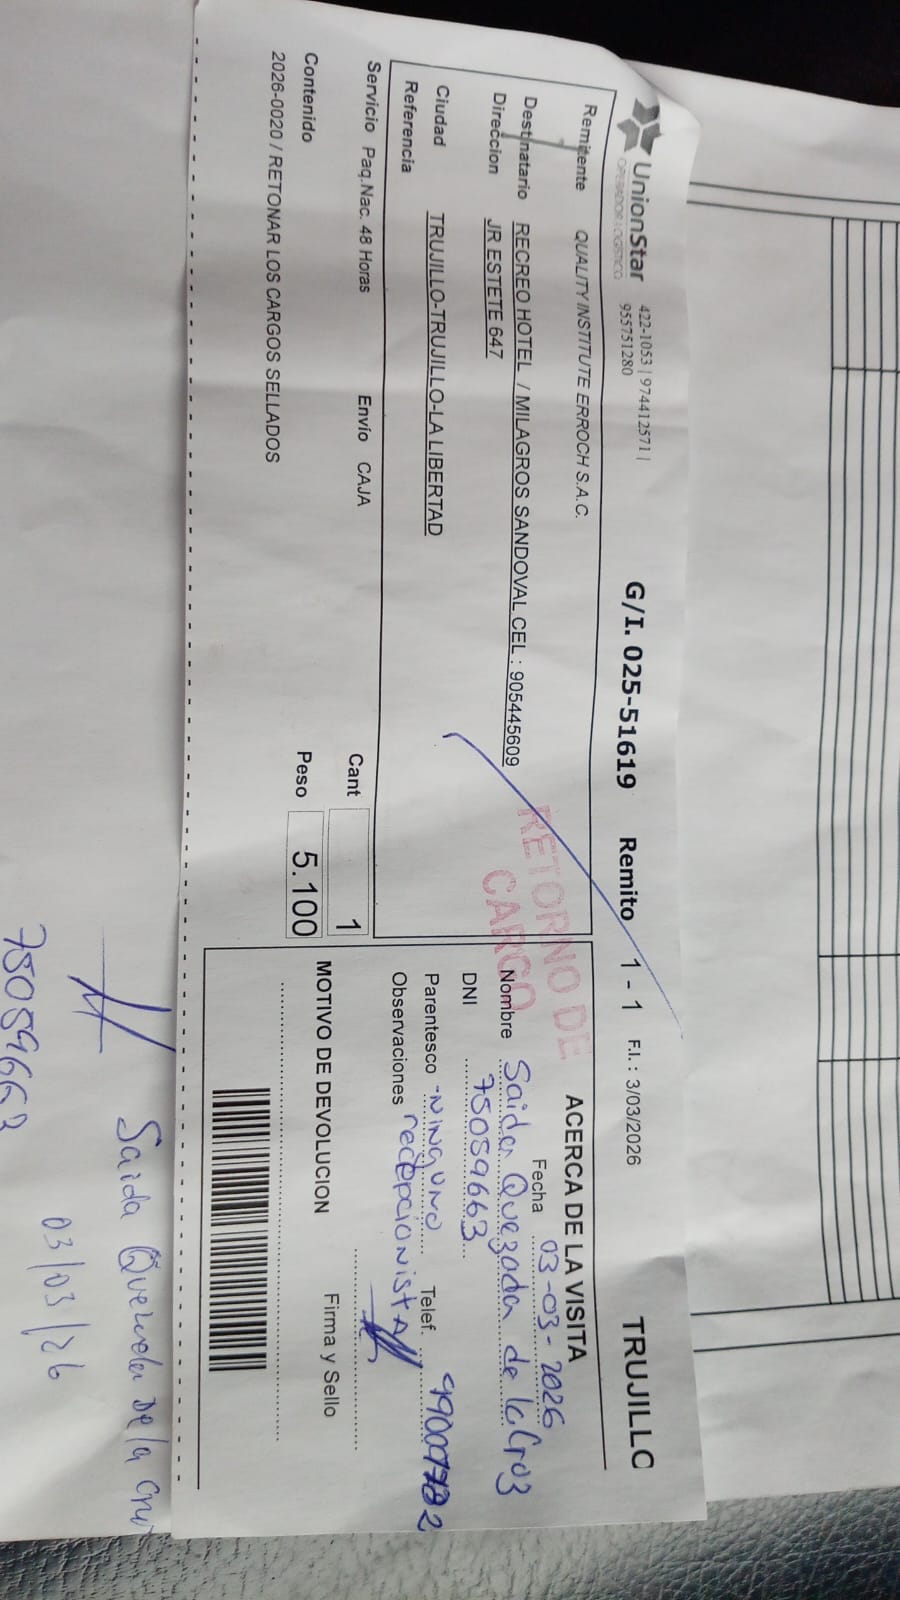 UnionStar
OPERADOR LOGISTICO
422-1053 | 974412571 |
955751280
G/I. 025-51619 Remito 1 - 1 F.I. : 3/03/2026 TRUJILLO
Remitente QUALITY INSTITUTE ERROCH S.A.C.
Destinatario RECREO HOTEL / MILAGROS SANDOVAL CEL : 905445609
Direccion JR ESTETE 647
Ciudad TRUJILLO-TRUJILLO-LA LIBERTAD
Referencia
Servicio Paq.Nac. 48 Horas Envío CAJA Cant 1
Contenido Peso 5.100
2026-0020 / RETONAR LOS CARGOS SELLADOS
RETORNO DE
CARGO
ACERCA DE LA VISITA
Fecha 03-03-2026
Nombre Saida Quezada de la Cruz
DNI 75089663
Parentesco -Ninguno Telef.
Observaciones recepcionista
MOTIVO DE DEVOLUCION Firma y Sello
Saida Quezada De la Cruz
03/03/26
75089663